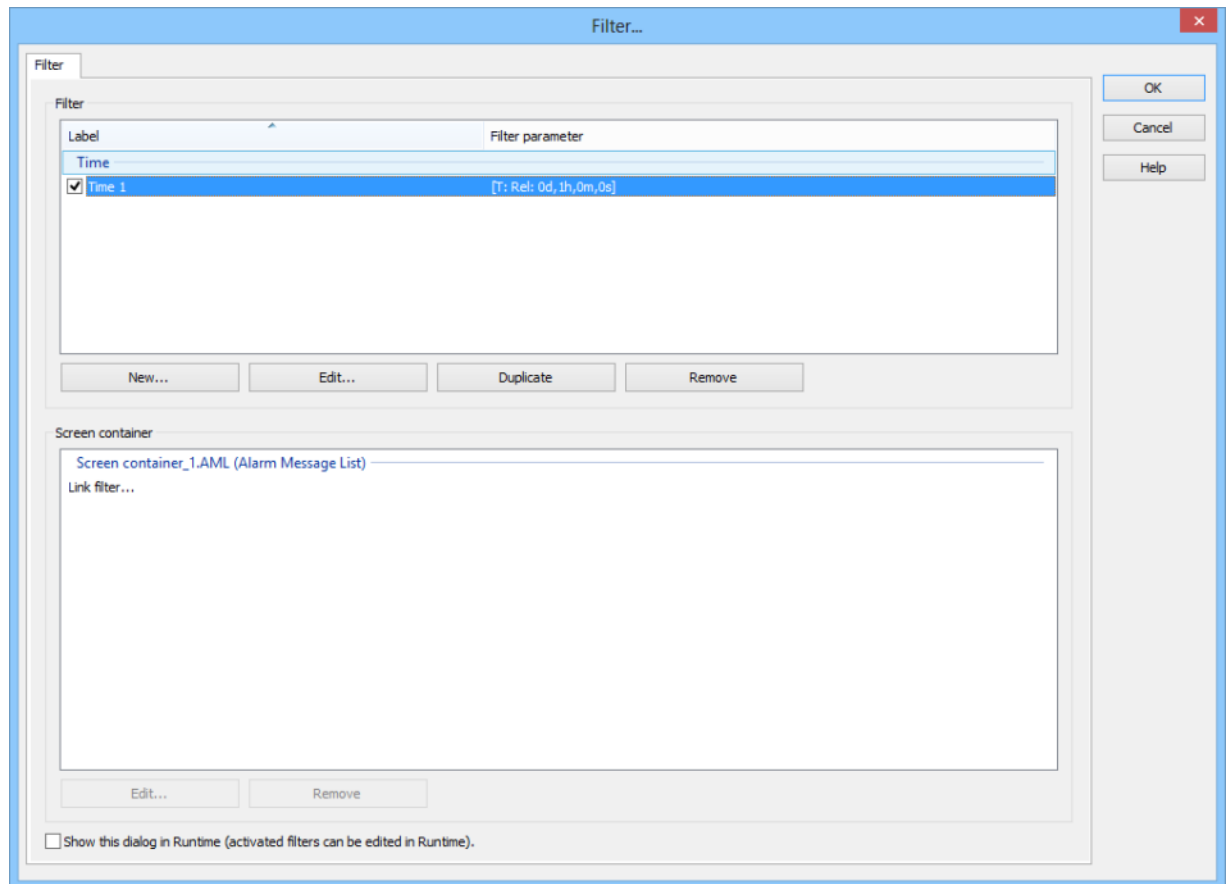 Filter...
Filter
OK
Filter
Cancel
Label Filter parameter
Time
Help
Time 1 [T: Rel: 0d,1h,0m,0s]
New... Edit... Duplicate Remove
Screen container
Screen container_1.AML (Alarm Message List)
Link filter...
Edit... Remove
Show this dialog in Runtime (activated filters can be edited in Runtime).